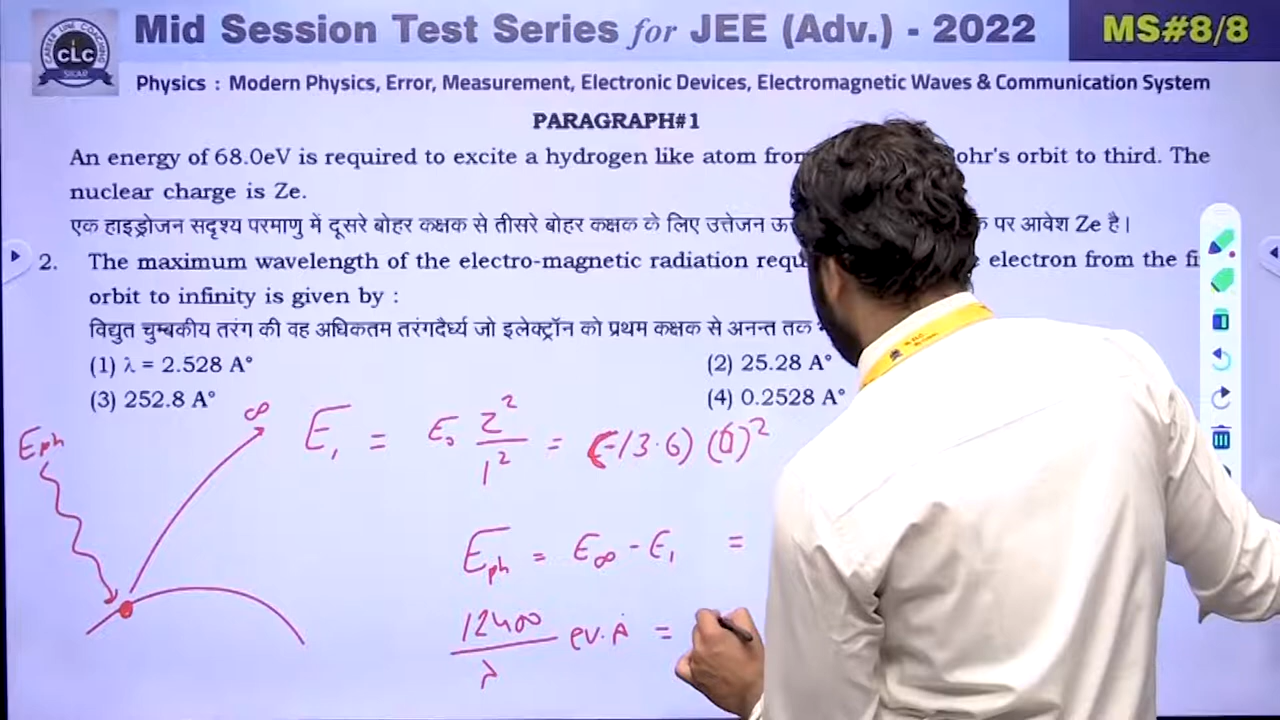 CAREER LINE COACHING
CLC
SIKAR
Mid Session Test Series for JEE (Adv.) - 2022
MS#8/8
Physics : Modern Physics, Error, Measurement, Electronic Devices, Electromagnetic Waves & Communication System
PARAGRAPH#1
An energy of 68.0eV is required to excite a hydrogen like atom ohr's orbit to third. The
nuclear charge is Ze.
एक हाइड्रोजन सदृश्य परमाणु में दूसरे बोहर कक्षक से तीसरे बोहर कक्षक के लिए उत्तेजन पर आवेश Ze है।
2. The maximum wavelength of the electro-magnetic radiation electron from the
orbit to infinity is given by :
विद्युत चुम्बकीय तरंग की वह अधिकतम तरंगदैर्ध्य जो इलेक्ट्रॉन को प्रथम कक्षक से अनन्त तक
(1) λ = 2.528 A° (2) 25.28 A°
(3) 252.8 A° (4) 0.2528 A°
∞
Eph
E₁ = E₀ Z²/1² = (-13.6) (6)²
Eph = E∞ - E₁ =
12400/λ eV.Å =